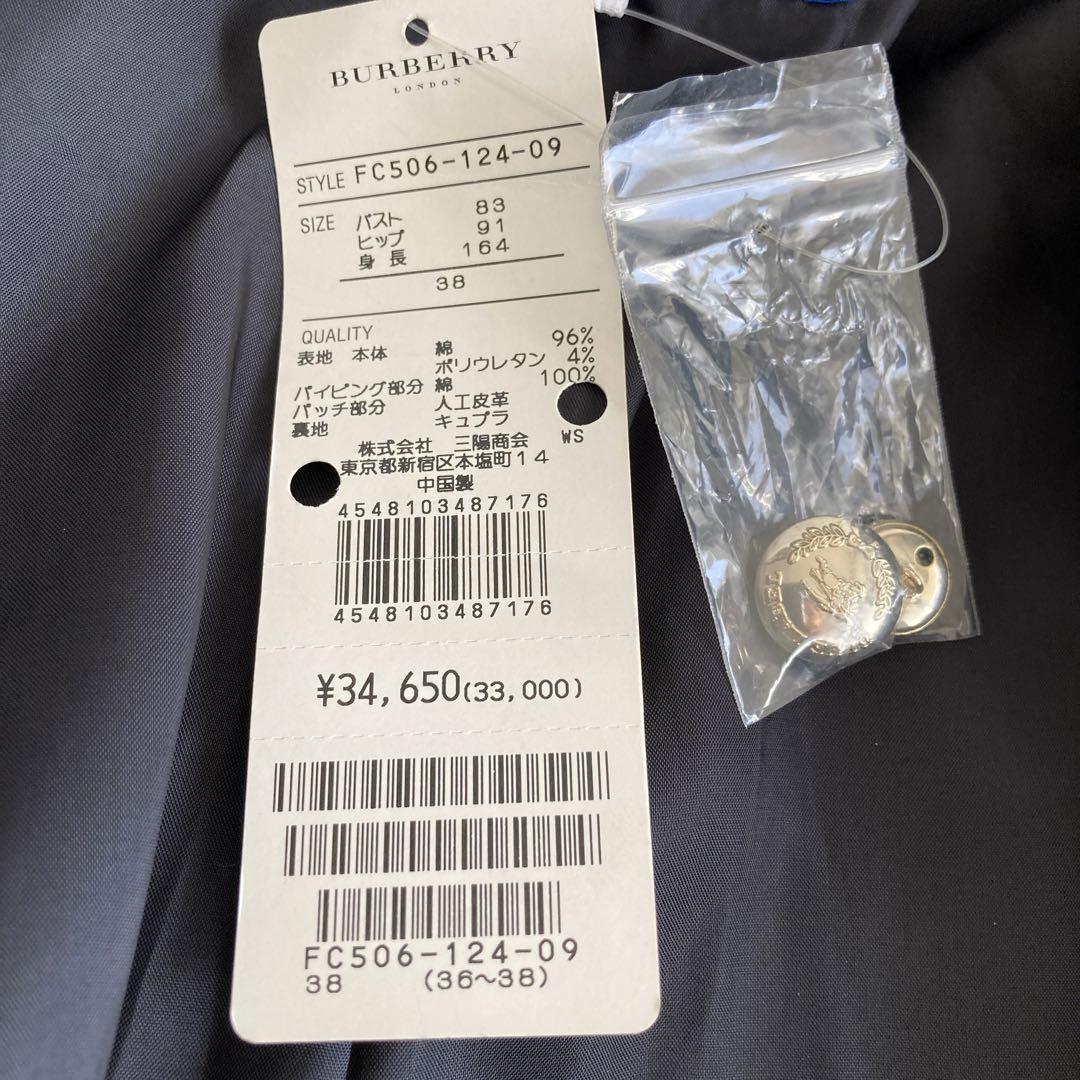 BURBERRY
LONDON
STYLE FC506-124-09
SIZE バスト 83
ヒップ 91
身長 164
38
QUALITY
表地 本体 綿 96%
ポリウレタン 4%
パイピング部分 綿 100%
パッチ部分 人工皮革
裏地 キュプラ
株式会社 三陽商会 WS
東京都新宿区本塩町14
中国製
4548103487176
4548103487176
¥34,650(33,000)
FC506-124-09
38 (36~38)